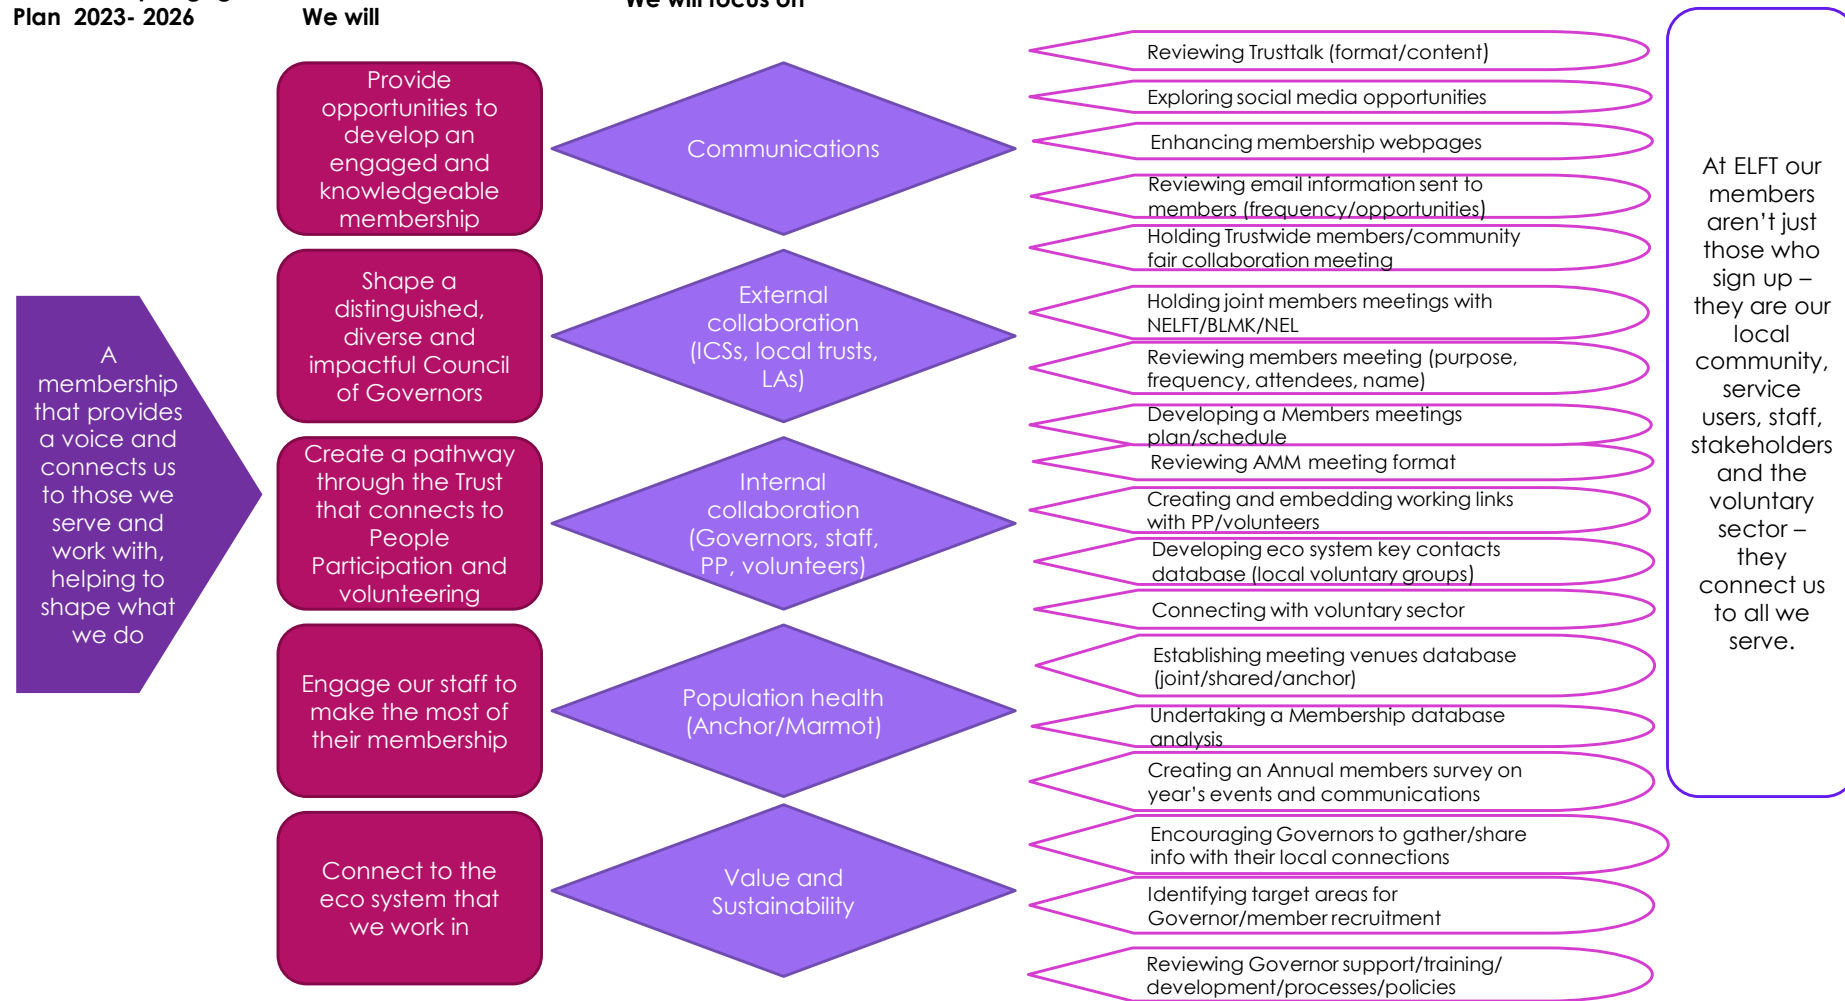 Plan 2023- 2026
We will
We will focus on
A
membership
that provides
a voice and
connects us
to those we
serve and
work with,
helping to
shape what
we do
Provide
opportunities to
develop an
engaged and
knowledgeable
membership
Shape a
distinguished,
diverse and
impactful Council
of Governors
Create a pathway
through the Trust
that connects to
People
Participation and
volunteering
Engage our staff to
make the most of
their membership
Connect to the
eco system that
we work in
Communications
External
collaboration
(ICSs, local trusts,
LAs)
Internal
collaboration
(Governors, staff,
PP, volunteers)
Population health
(Anchor/Marmot)
Value and
Sustainability
Reviewing Trusttalk (format/content)
Exploring social media opportunities
Enhancing membership webpages
Reviewing email information sent to
members (frequency/opportunities)
Holding Trustwide members/community
fair collaboration meeting
Holding joint members meetings with
NELFT/BLMK/NEL
Reviewing members meeting (purpose,
frequency, attendees, name)
Developing a Members meetings
plan/schedule
Reviewing AMM meeting format
Creating and embedding working links
with PP/volunteers
Developing eco system key contacts
database (local voluntary groups)
Connecting with voluntary sector
Establishing meeting venues database
(joint/shared/anchor)
Undertaking a Membership database
analysis
Creating an Annual members survey on
year’s events and communications
Encouraging Governors to gather/share
info with their local connections
Identifying target areas for
Governor/member recruitment
Reviewing Governor support/training/
development/processes/policies
At ELFT our
members
aren’t just
those who
sign up –
they are our
local
community,
service
users, staff,
stakeholders
and the
voluntary
sector –
they
connect us
to all we
serve.